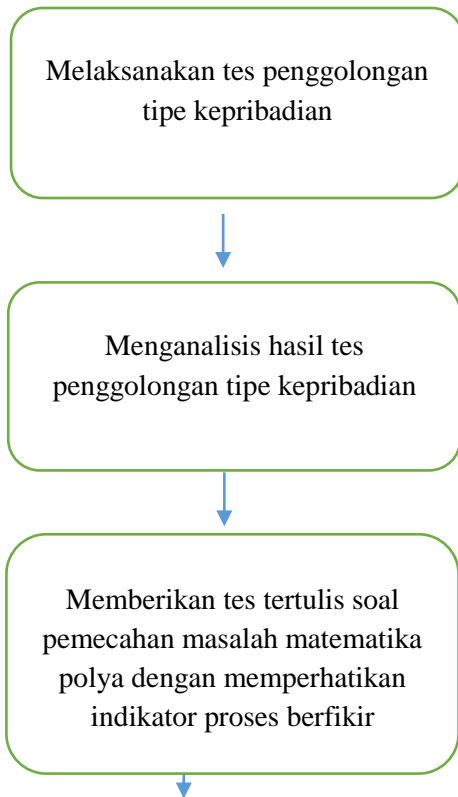 Melaksanakan tes penggolongan
tipe kepribadian
Menganalisis hasil tes
penggolongan tipe kepribadian
Memberikan tes tertulis soal
pemecahan masalah matematika
polya dengan memperhatikan
indikator proses berfikir